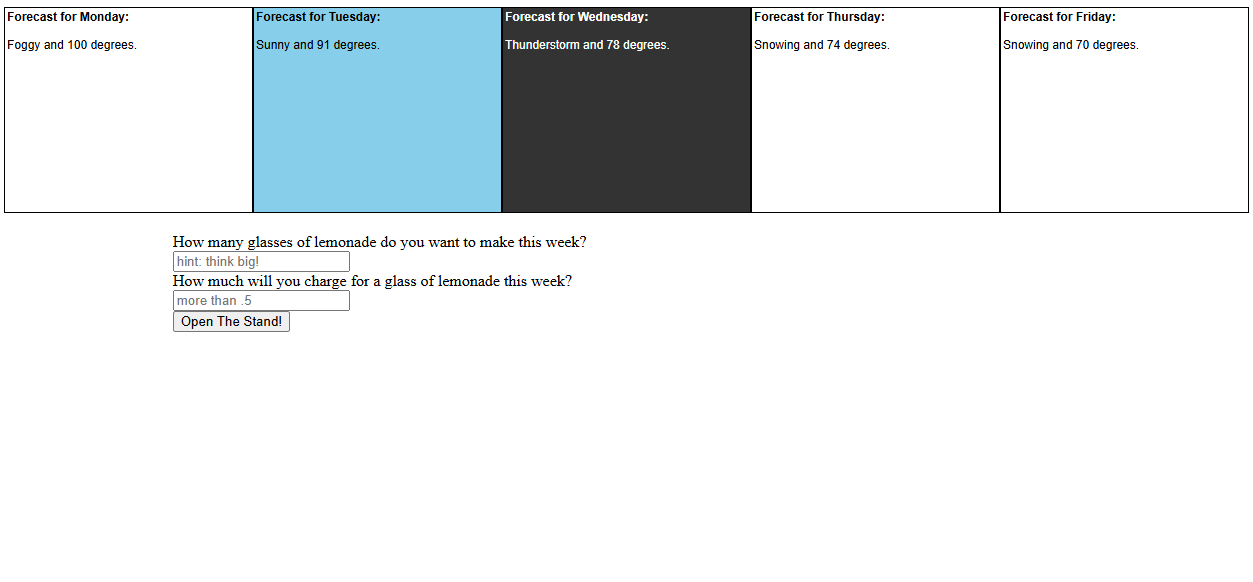 Forecast for Monday:
Foggy and 100 degrees.
Forecast for Tuesday:
Sunny and 91 degrees.
Forecast for Wednesday:
Thunderstorm and 78 degrees.
Forecast for Thursday:
Snowing and 74 degrees.
Forecast for Friday:
Snowing and 70 degrees.
How many glasses of lemonade do you want to make this week?
hint: think big!
How much will you charge for a glass of lemonade this week?
more than .5
Open The Stand!